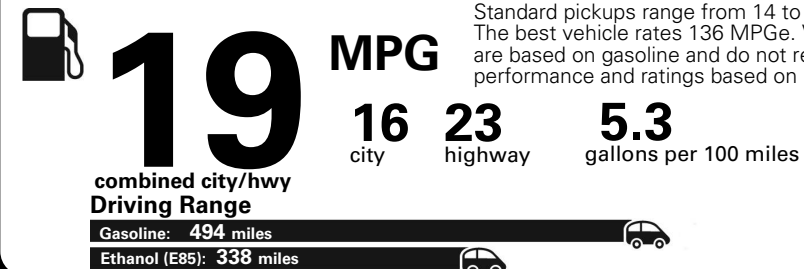 Standard pickups range from 14 to
The best vehicle rates 136 MPGe.
are based on gasoline and do not
performance and ratings based on
19 MPG
combined city/hwy
16 city
23 highway
5.3 gallons per 100 miles
Driving Range
Gasoline: 494 miles
Ethanol (E85): 338 miles